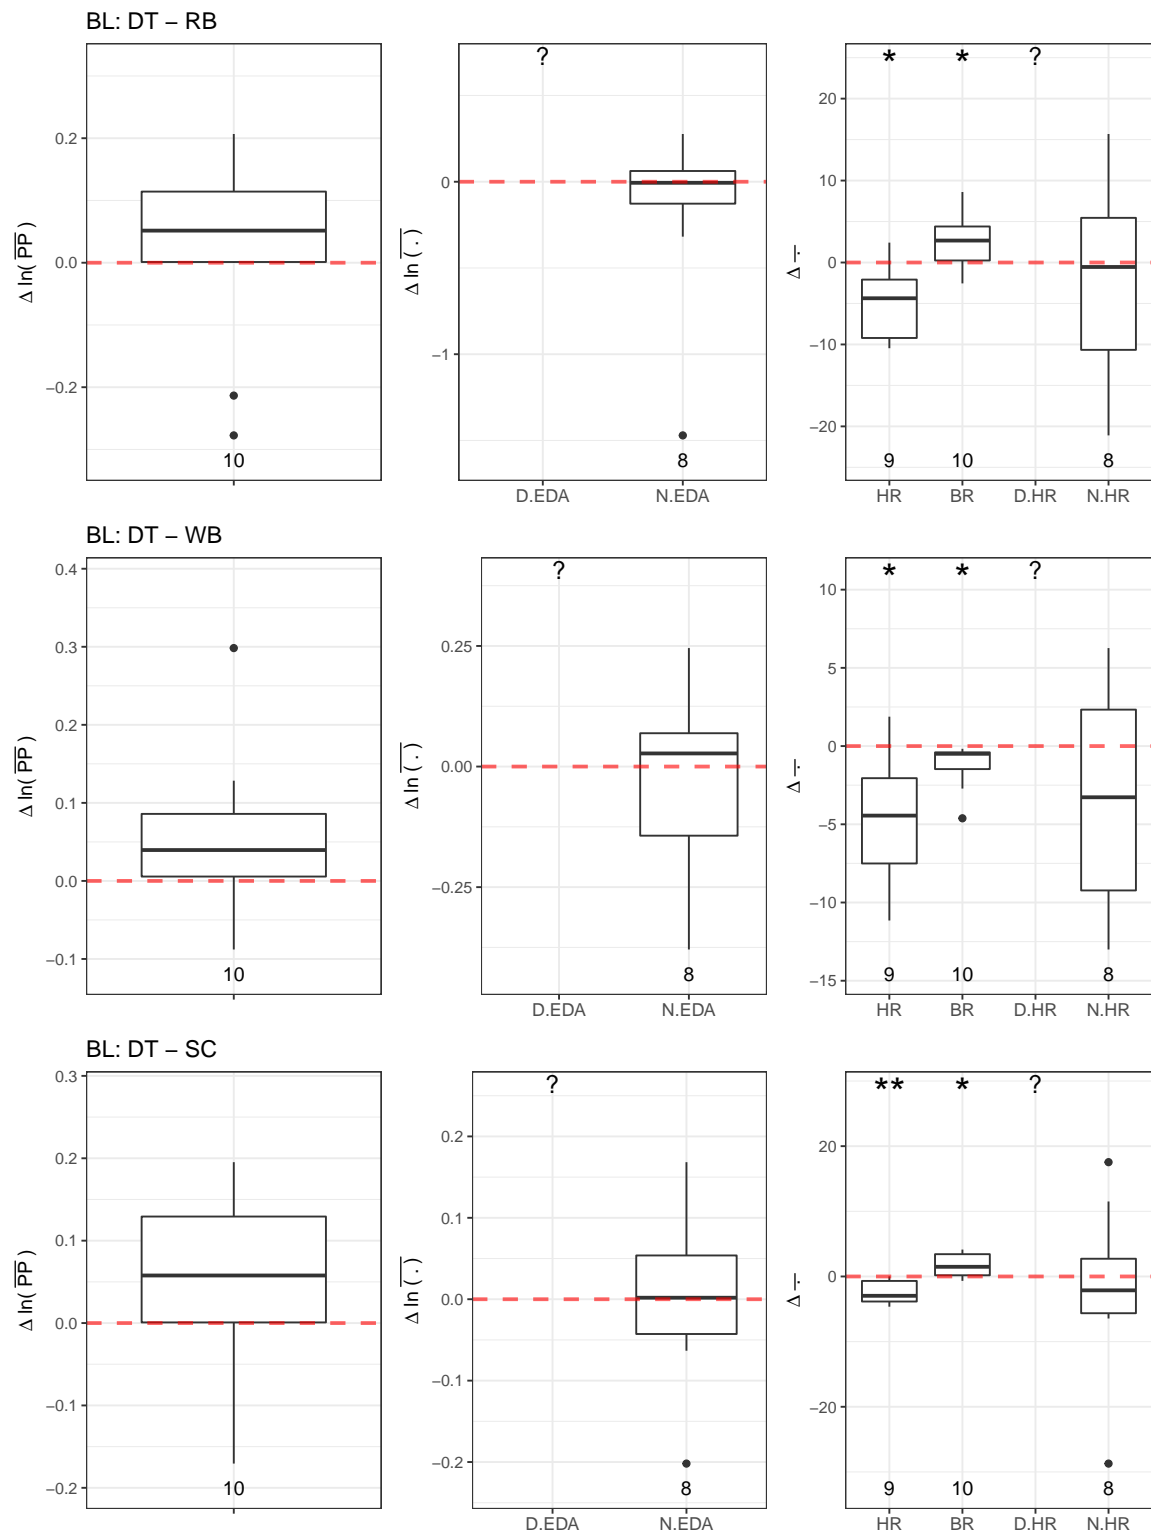 BL: DT – RB
Δ ln( PP )
0.2
0.0
−0.2
10
Δ ln( . )
0
−1
?
8
D.EDA N.EDA
Δ .
20
10
0
−10
−20
* * ?
9 10 8
HR BR D.HR N.HR
BL: DT – WB
Δ ln( PP )
0.4
0.3
0.2
0.1
0.0
−0.1
10
Δ ln( . )
0.25
0.00
−0.25
?
8
D.EDA N.EDA
Δ .
10
5
0
−5
−10
−15
* * ?
9 10 8
HR BR D.HR N.HR
BL: DT – SC
Δ ln( PP )
0.3
0.2
0.1
0.0
−0.1
−0.2
10
Δ ln( . )
0.2
0.1
0.0
−0.1
−0.2
?
8
D.EDA N.EDA
Δ .
20
0
−20
** * ?
9 10 8
HR BR D.HR N.HR